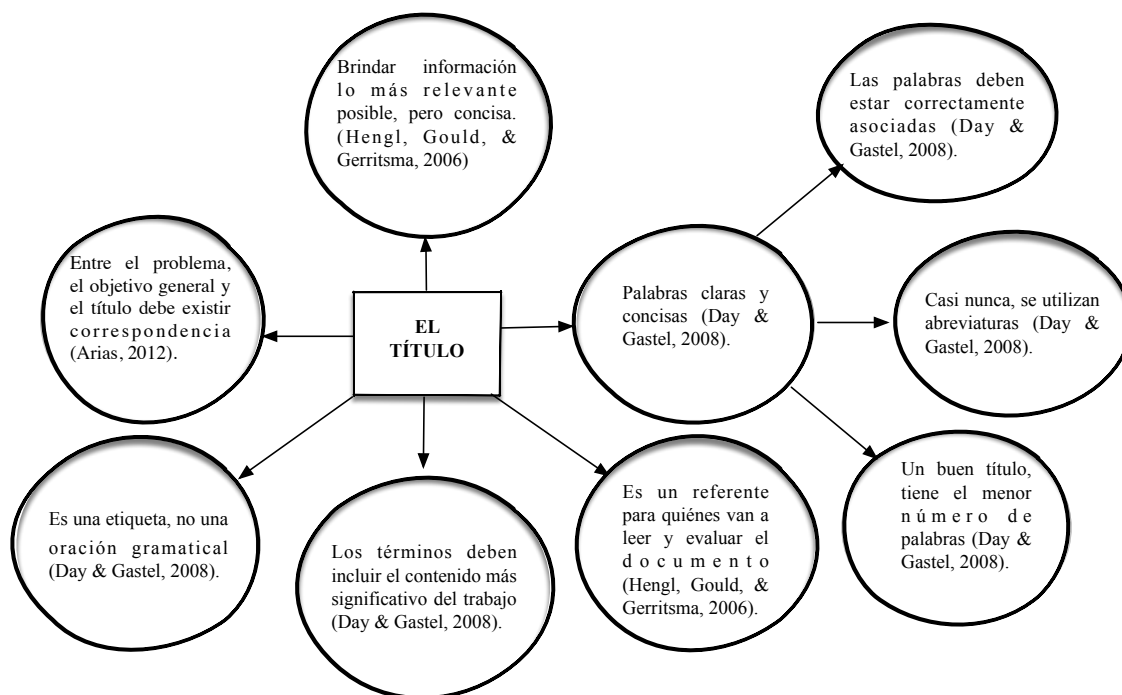 Brindar información
lo más relevante
posible, pero concisa.
(Hengl, Gould, &
Gerritsma, 2006)
Las palabras deben
estar correctamente
asociadas (Day &
Gastel, 2008).
Entre el problema,
el objetivo general y
el título debe existir
correspondencia
(Arias, 2012).
EL
TÍTULO
Palabras claras y
concisas (Day &
Gastel, 2008).
Casi nunca, se utilizan
abreviaturas (Day &
Gastel, 2008).
Es una etiqueta, no una
oración gramatical
(Day & Gastel, 2008).
Los términos deben
incluir el contenido más
significativo del trabajo
(Day & Gastel, 2008).
Es un referente
para quiénes van a
leer y evaluar el
documento
(Hengl, Gould, &
Gerritsma, 2006).
Un buen título,
tiene el menor
número de
palabras (Day &
Gastel, 2008).